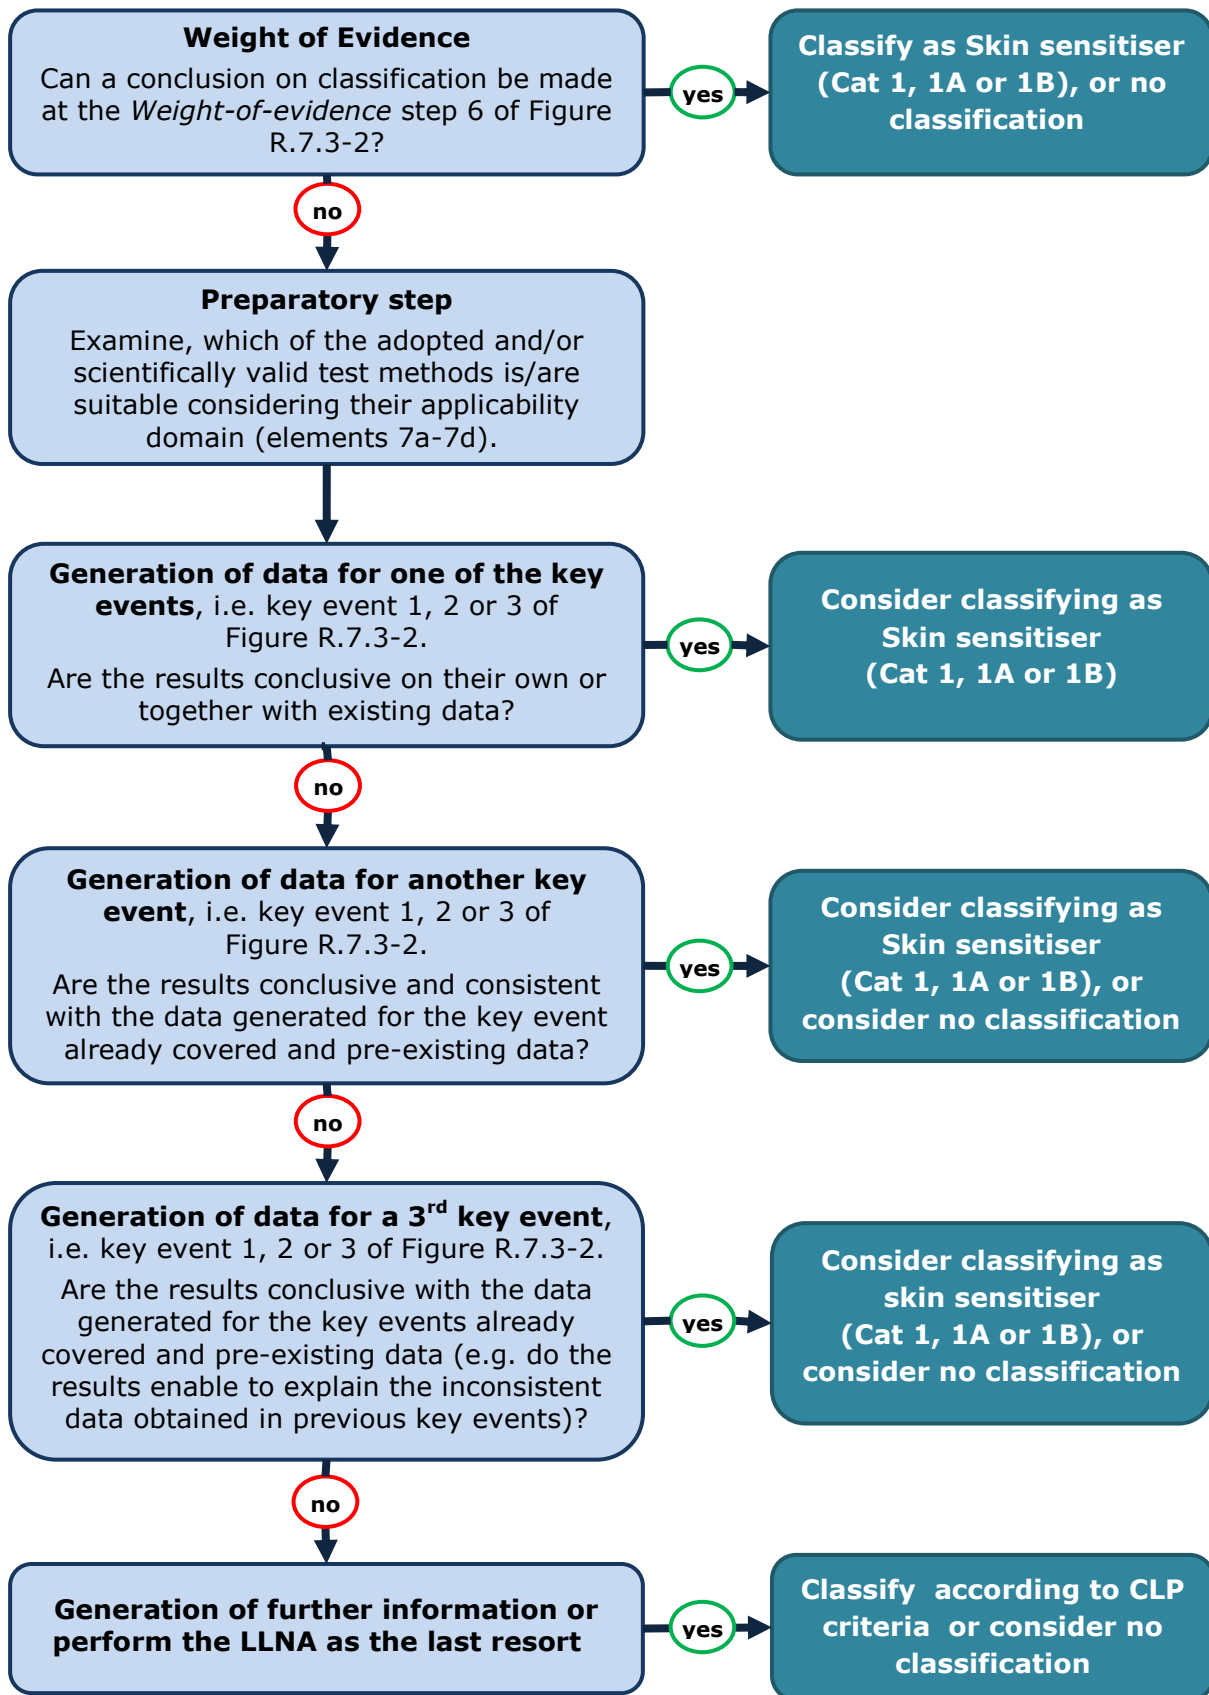 Weight of Evidence
Can a conclusion on classification be made
at the Weight-of-evidence step 6 of Figure
R.7.3-2?
yes
Classify as Skin sensitiser
(Cat 1, 1A or 1B), or no
classification
no
Preparatory step
Examine, which of the adopted and/or
scientifically valid test methods is/are
suitable considering their applicability
domain (elements 7a-7d).
Generation of data for one of the key
events, i.e. key event 1, 2 or 3 of
Figure R.7.3-2.
Are the results conclusive on their own or
together with existing data?
yes
Consider classifying as
Skin sensitiser
(Cat 1, 1A or 1B)
no
Generation of data for another key
event, i.e. key event 1, 2 or 3 of
Figure R.7.3-2.
Are the results conclusive and consistent
with the data generated for the key event
already covered and pre-existing data?
yes
Consider classifying as
Skin sensitiser
(Cat 1, 1A or 1B), or
consider no classification
no
Generation of data for a 3rd key event,
i.e. key event 1, 2 or 3 of Figure R.7.3-2.
Are the results conclusive with the data
generated for the key events already
covered and pre-existing data (e.g. do the
results enable to explain the inconsistent
data obtained in previous key events)?
yes
Consider classifying as
skin sensitiser
(Cat 1, 1A or 1B), or
consider no classification
no
Generation of further information or
perform the LLNA as the last resort
yes
Classify according to CLP
criteria or consider no
classification